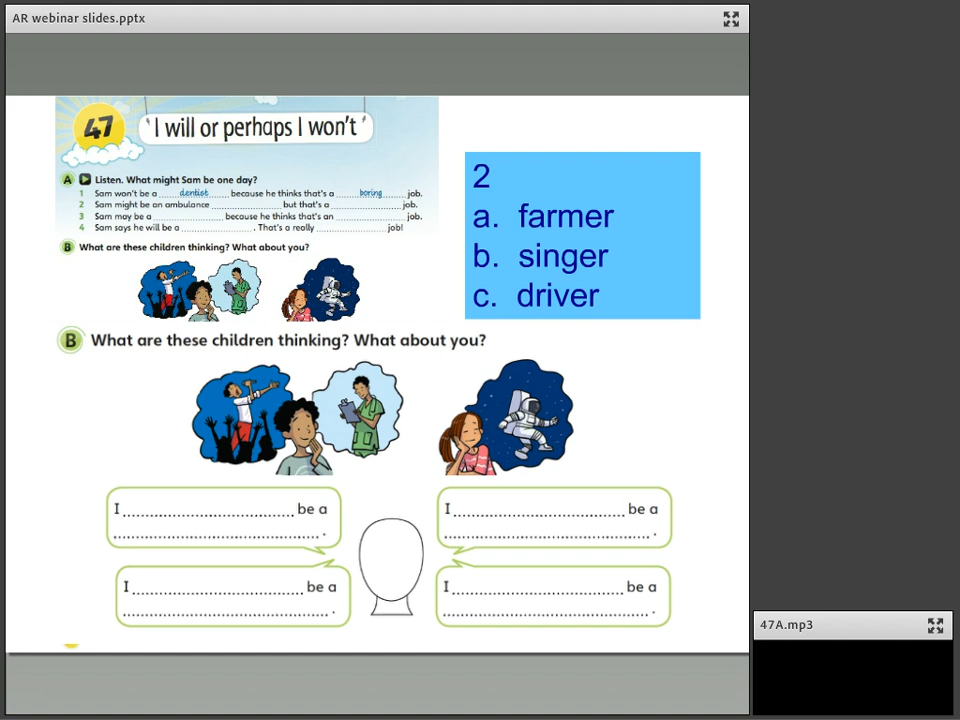 AR webinar slides.pptx
47
'I will or perhaps I won't'
A Listen. What might Sam be one day?
1 Sam won't be a ....dentist.... because he thinks that's a ....boring.... job.
2 Sam might be an ambulance .................... but that's a .................... job.
3 Sam may be a .................... because he thinks that's an .................... job.
4 Sam says he will be a .................... . That's a really .................... job!
B What are these children thinking? What about you?
2
a. farmer
b. singer
c. driver
B What are these children thinking? What about you?
I .................... be a
.................... .
I .................... be a
.................... .
I .................... be a
.................... .
I .................... be a
.................... .
47A.mp3